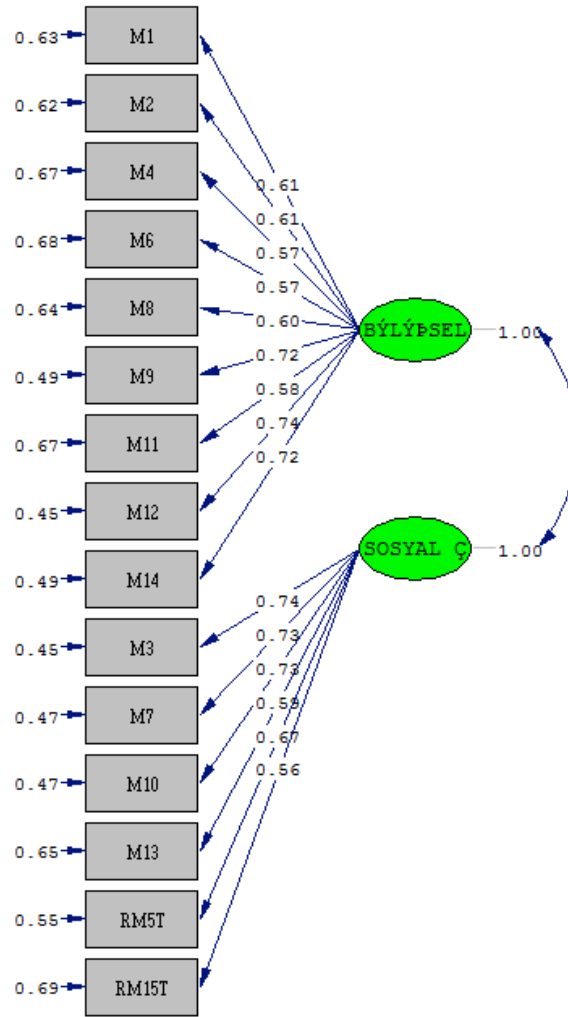 0.63 M1
0.62 M2
0.67 M4
0.61
0.68 M6
0.61
0.57
0.57
0.64 M8
0.60
BÝLÝÞSEL 1.00
0.49 M9
0.72
0.58
0.67 M11
0.74
0.72
0.45 M12
SOSYAL Ç 1.00
0.49 M14
0.74
0.45 M3
0.73
0.73
0.47 M7
0.59
0.67
0.56
0.47 M10
0.65 M13
0.55 RM5T
0.69 RM15T